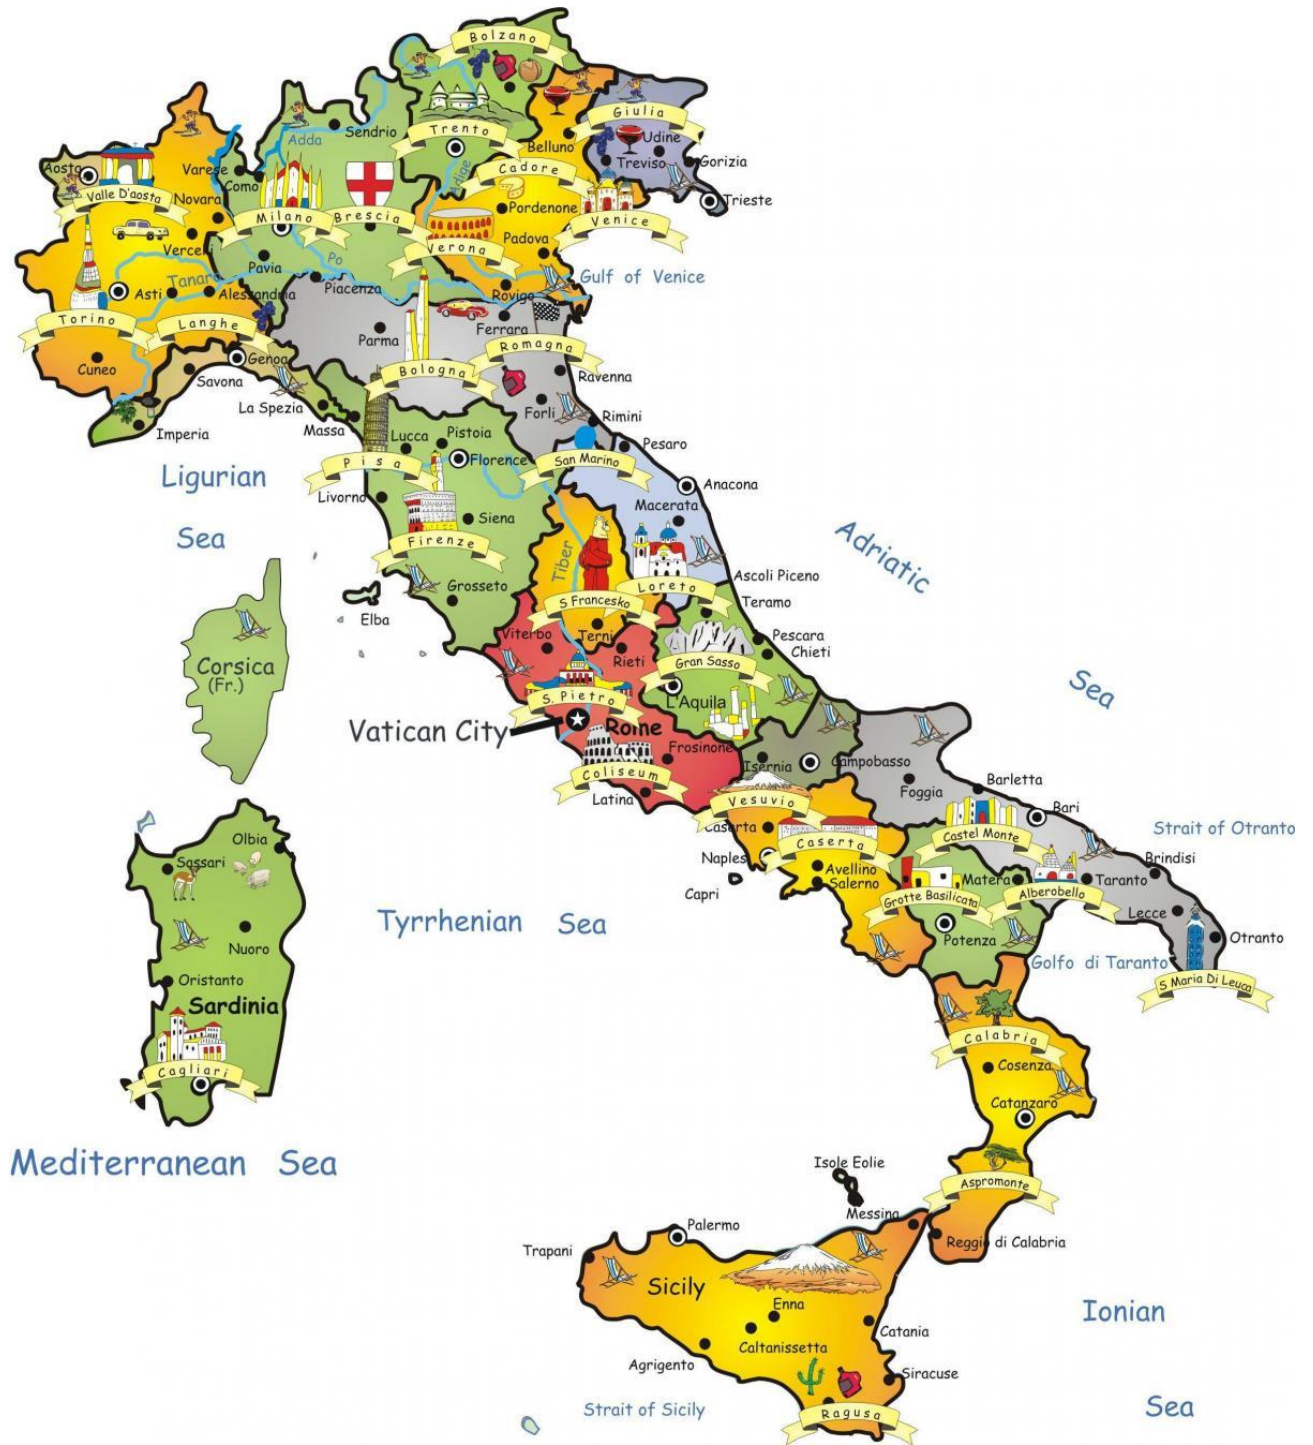 Bolzano
Giulia
Trento
Sendrio
Adda
Belluno
Udine
Treviso
Gorizia
Aosta
Valle D'aosta
Varese
Como
Adige
Cadore
Trieste
Novara
Milano
Brescia
Pordenone
Venice
Vercelli
Verona
Padova
Pavia
Po
Gulf of Venice
Tanaro
Piacenza
Rovigo
Asti
Alessandria
Torino
Langhe
Parma
Ferrara
Romagna
Cuneo
Genoa
Bologna
Savona
Ravenna
La Spezia
Forli
Rimini
Imperia
Massa
Lucca
Pistoia
Pesaro
Ligurian
Sea
Pisa
Florence
San Marino
Anacona
Livorno
Macerata
Siena
Firenze
Adriatic
Sea
Tiber
Ascoli Piceno
Loreto
Grosseto
S Francesko
Teramo
Elba
Viterbo
Terni
Pescara
Chieti
Rieti
Gran Sasso
Corsica
(Fr.)
S. Pietro
L'Aquila
Vatican City
Rome
Frosinone
Isernia
Campobasso
Coliseum
Latina
Foggia
Barletta
Vesuvio
Bari
Caserta
Caserta
Castel Monte
Strait of Otranto
Olbia
Sassari
Naples
Brindisi
Avellino
Salerno
Capri
Matera
Taranto
Grotte Basilicata
Alberobello
Lecce
Tyrrhenian Sea
Potenza
Otranto
Nuoro
Golfo di Taranto
Oristanto
S Maria Di Leuca
Sardinia
Calabria
Cagliari
Cosenza
Catanzaro
Mediterranean Sea
Isole Eolie
Aspromonte
Messina
Palermo
Reggio di Calabria
Trapani
Sicily
Enna
Ionian
Sea
Catania
Caltanissetta
Agrigento
Siracuse
Strait of Sicily
Ragusa